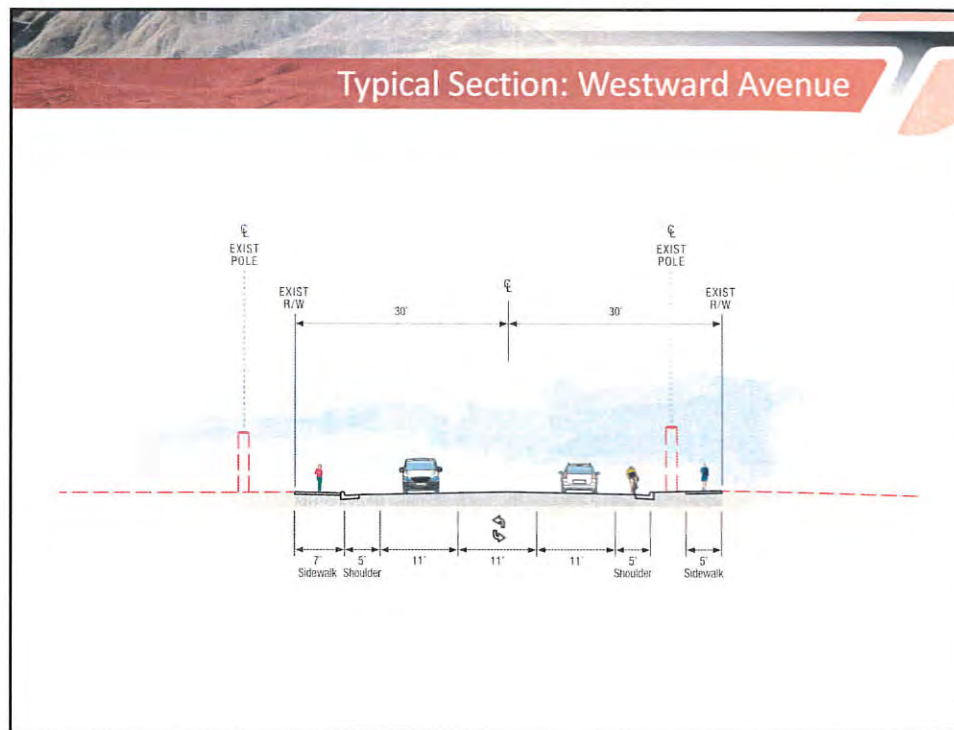 Typical Section: Westward Avenue
℄
EXIST
POLE
℄
EXIST
POLE
EXIST
R/W
℄
EXIST
R/W
30'
30'
7'
Sidewalk
5'
Shoulder
11'
11'
11'
5'
Shoulder
5'
Sidewalk